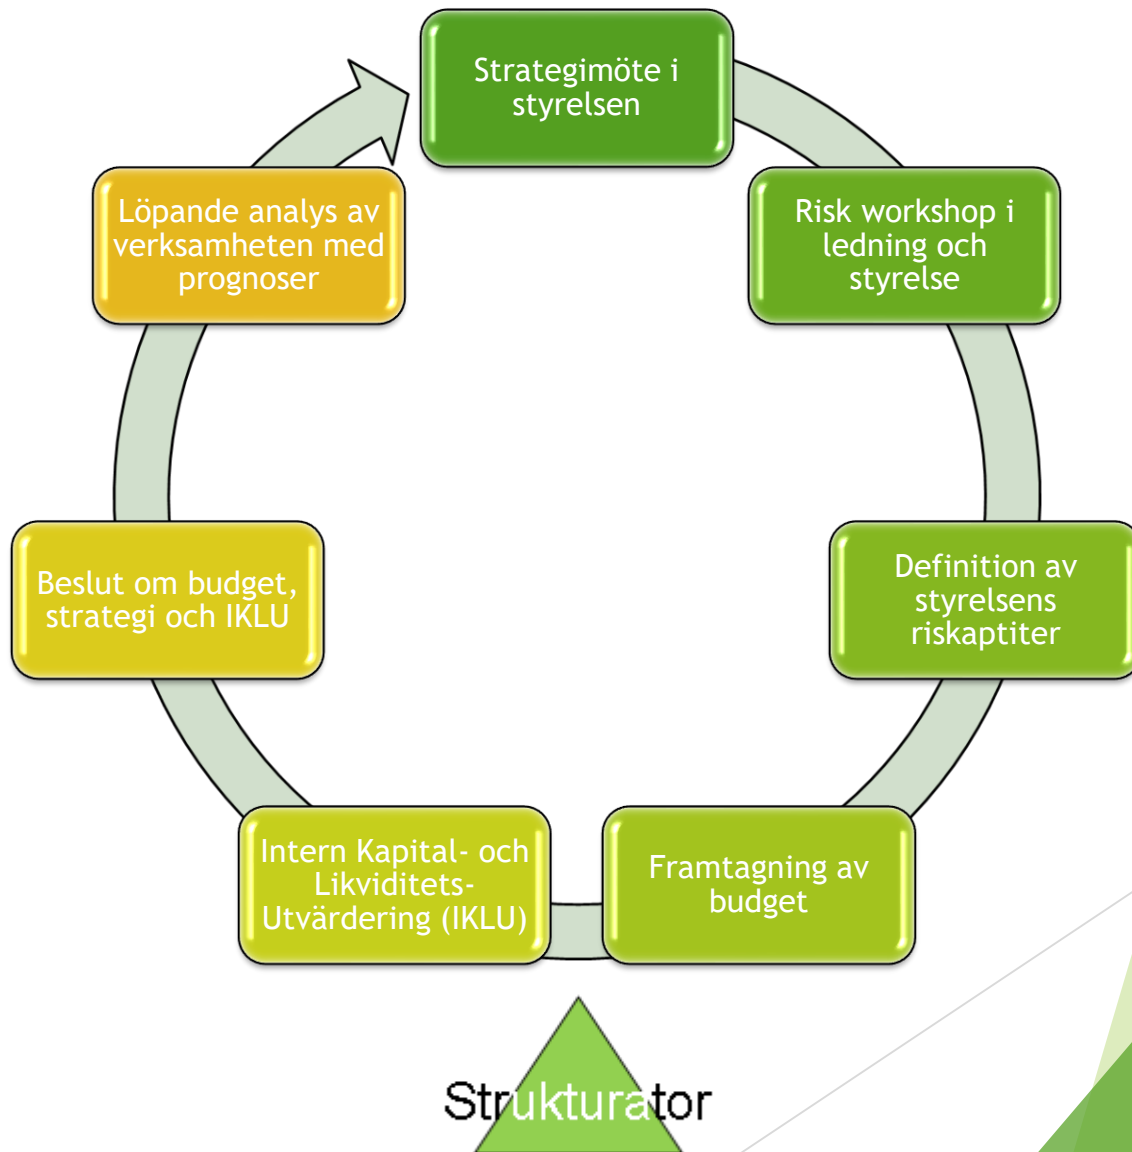 Strategimöte i
styrelsen
Risk workshop i
ledning och
styrelse
Definition av
styrelsens
riskaptiter
Framtagning av
budget
Intern Kapital- och
Likviditets-
Utvärdering (IKLU)
Beslut om budget,
strategi och IKLU
Löpande analys av
verksamheten med
prognoser
Strukturator